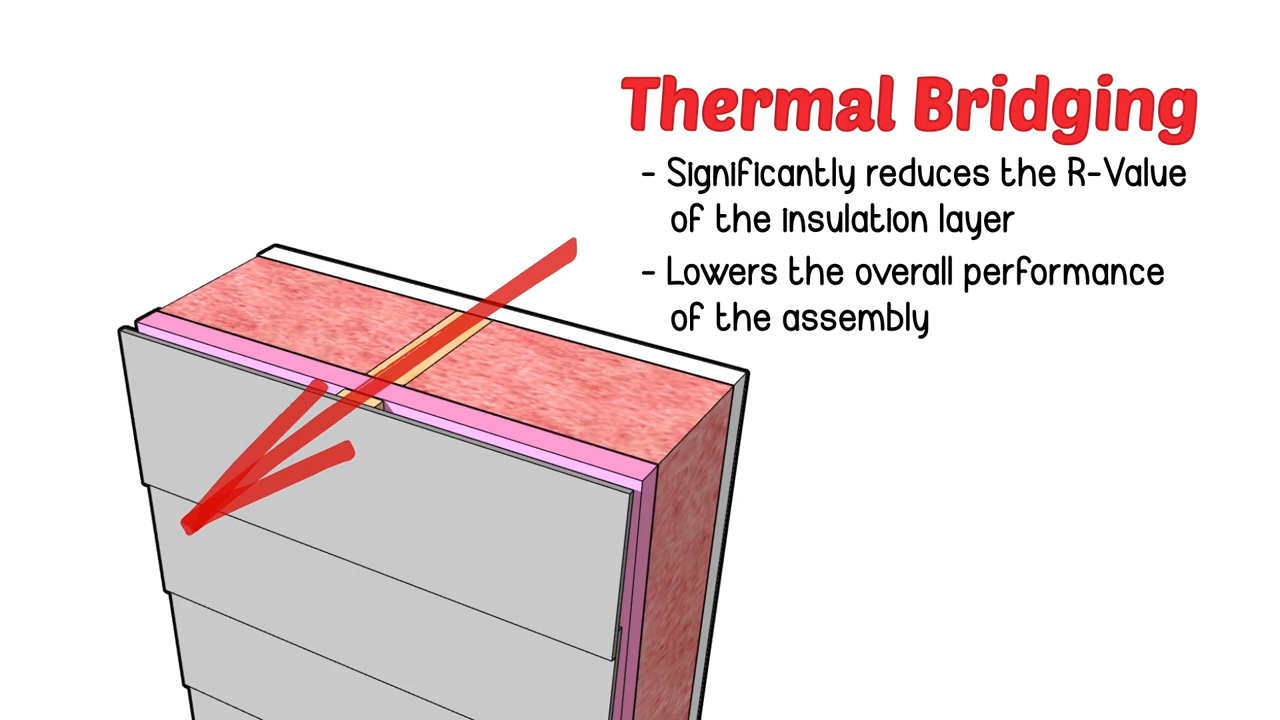 Thermal Bridging
- Significantly reduces the R-Value
of the insulation layer
- Lowers the overall performance
of the assembly